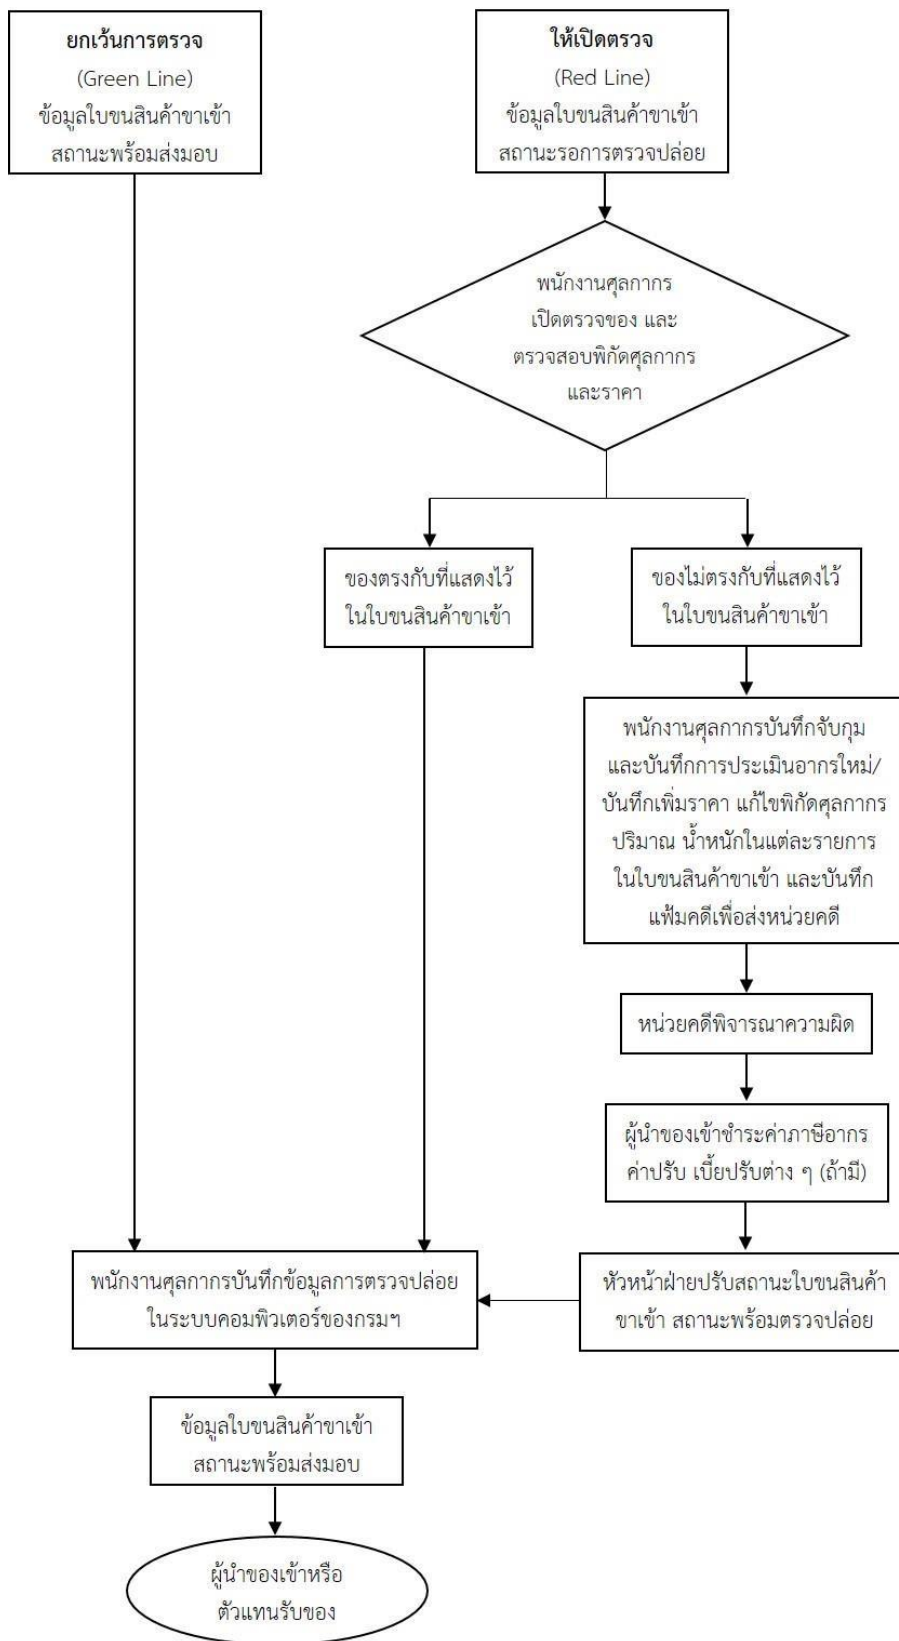 ยกเว้นการตรวจ
(Green Line)
ข้อมูลใบขนสินค้าขาเข้า
สถานะพร้อมส่งมอบ
ให้เปิดตรวจ
(Red Line)
ข้อมูลใบขนสินค้าขาเข้า
สถานะรอการตรวจปล่อย
พนักงานศุลกากร
เปิดตรวจของ และ
ตรวจสอบพิกัดศุลกากร
และราคา
ของตรงกับที่แสดงไว้
ในใบขนสินค้าขาเข้า
ของไม่ตรงกับที่แสดงไว้
ในใบขนสินค้าขาเข้า
พนักงานศุลกากรบันทึกจับกุม
และบันทึกการประเมินอากรใหม่/
บันทึกเพิ่มราคา แก้ไขพิกัดศุลกากร
ปริมาณ น้ำหนักในแต่ละรายการ
ในใบขนสินค้าขาเข้า และบันทึก
แฟ้มคดีเพื่อส่งหน่วยคดี
หน่วยคดีพิจารณาความผิด
ผู้นำของเข้าชำระค่าภาษีอากร
ค่าปรับ เบี้ยปรับต่าง ๆ (ถ้ามี)
หัวหน้าฝ่ายปรับสถานะใบขนสินค้า
ขาเข้า สถานะพร้อมตรวจปล่อย
พนักงานศุลกากรบันทึกข้อมูลการตรวจปล่อย
ในระบบคอมพิวเตอร์ของกรมฯ
ข้อมูลใบขนสินค้าขาเข้า
สถานะพร้อมส่งมอบ
ผู้นำของเข้าหรือ
ตัวแทนรับของ